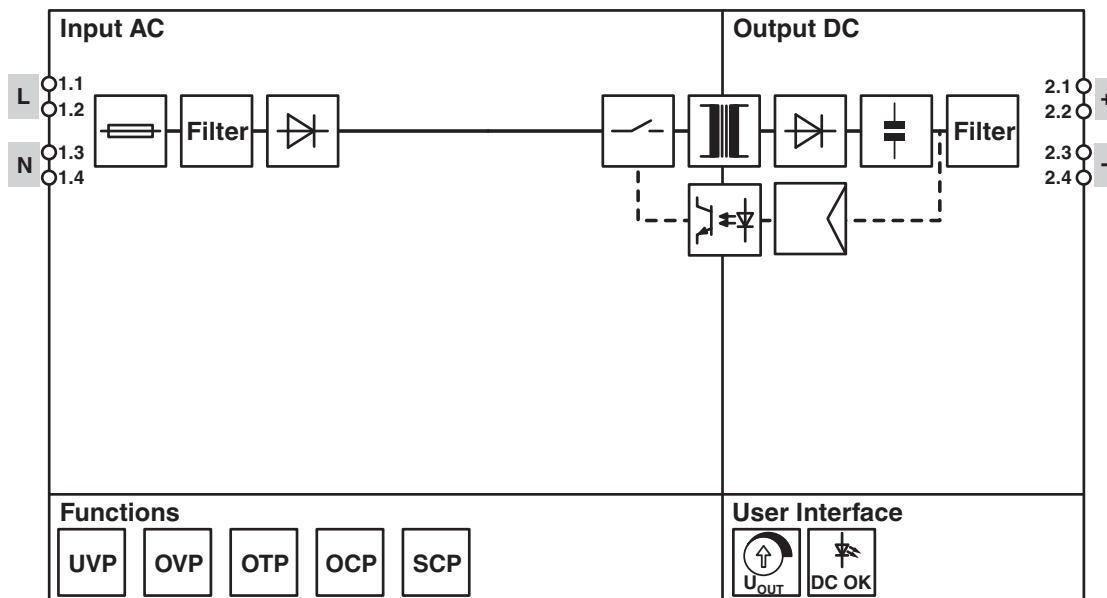 Input AC
Output DC
L
1.1
1.2
N
1.3
1.4
Filter
Filter
2.1
2.2
+
2.3
2.4
-
Functions
UVP
OVP
OTP
OCP
SCP
User Interface
UOUT
DC OK